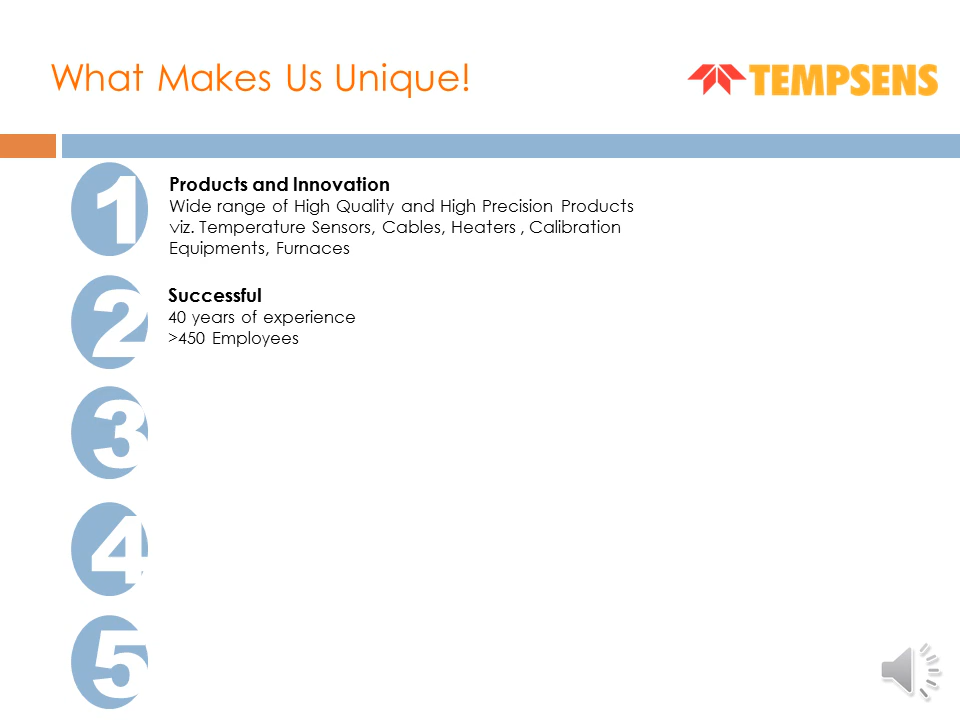 What Makes Us Unique!
TEMPSENS
1
Products and Innovation
Wide range of High Quality and High Precision Products
viz. Temperature Sensors, Cables, Heaters , Calibration
Equipments, Furnaces
2
Successful
40 years of experience
>450 Employees
3
4
5